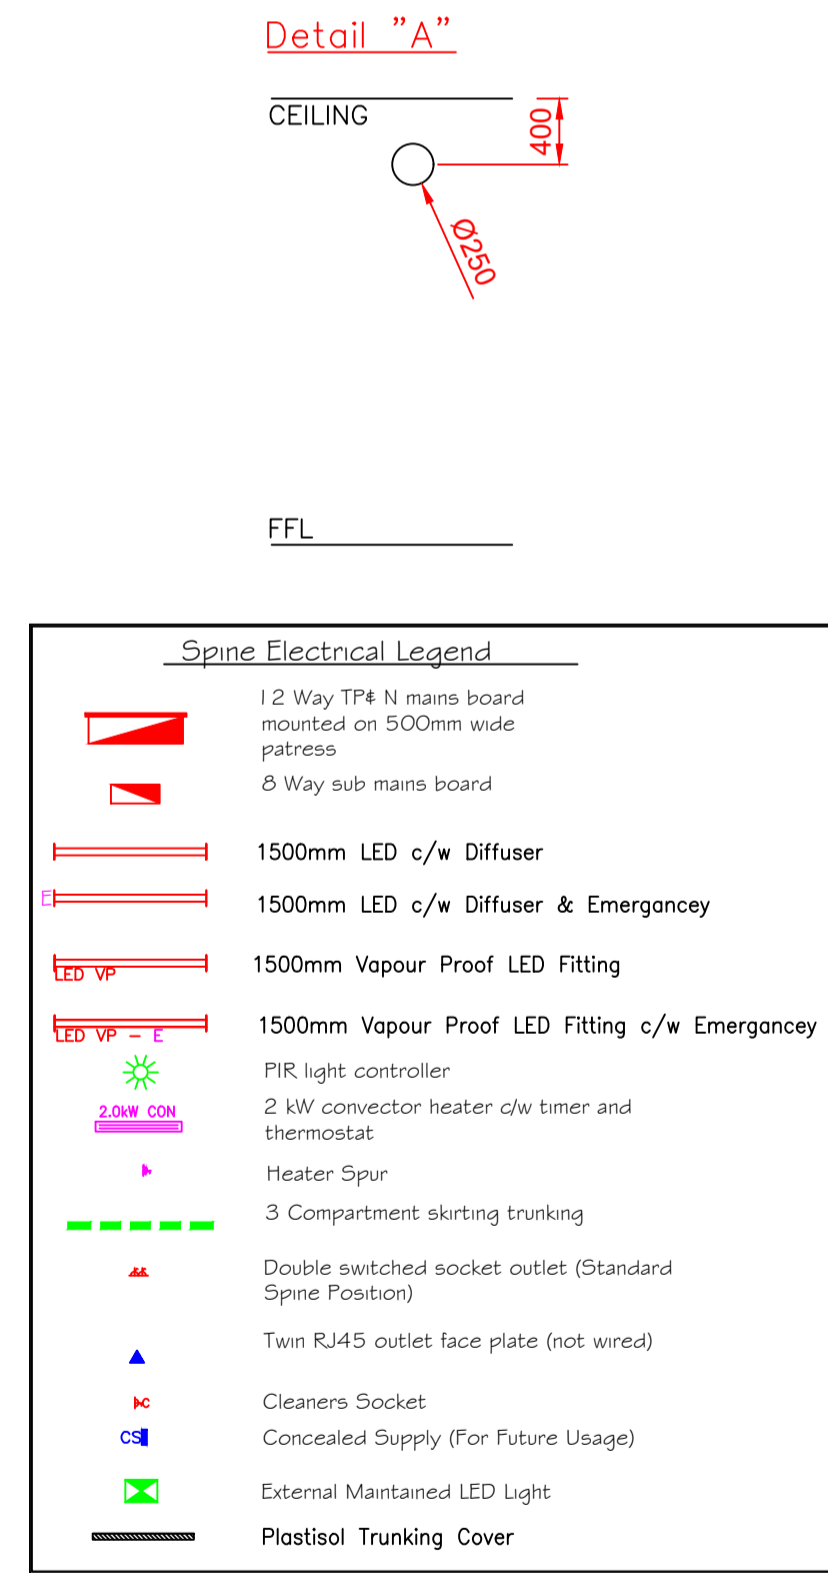 Detail "A"
CEILING
400
Ø250
FFL
Spine Electrical Legend
12 Way TP& N mains board
mounted on 500mm wide
patress
8 Way sub mains board
1500mm LED c/w Diffuser
E
1500mm LED c/w Diffuser & Emergancey
LED VP
1500mm Vapour Proof LED Fitting
LED VP - E
1500mm Vapour Proof LED Fitting c/w Emergancey
PIR light controller
2.0kW CON
2 kW convector heater c/w timer and
thermostat
Heater Spur
3 Compartment skirting trunking
Double switched socket outlet (Standard
Spine Position)
Twin RJ45 outlet face plate (not wired)
C
Cleaners Socket
CS
Concealed Supply (For Future Usage)
External Maintained LED Light
Plastisol Trunking Cover